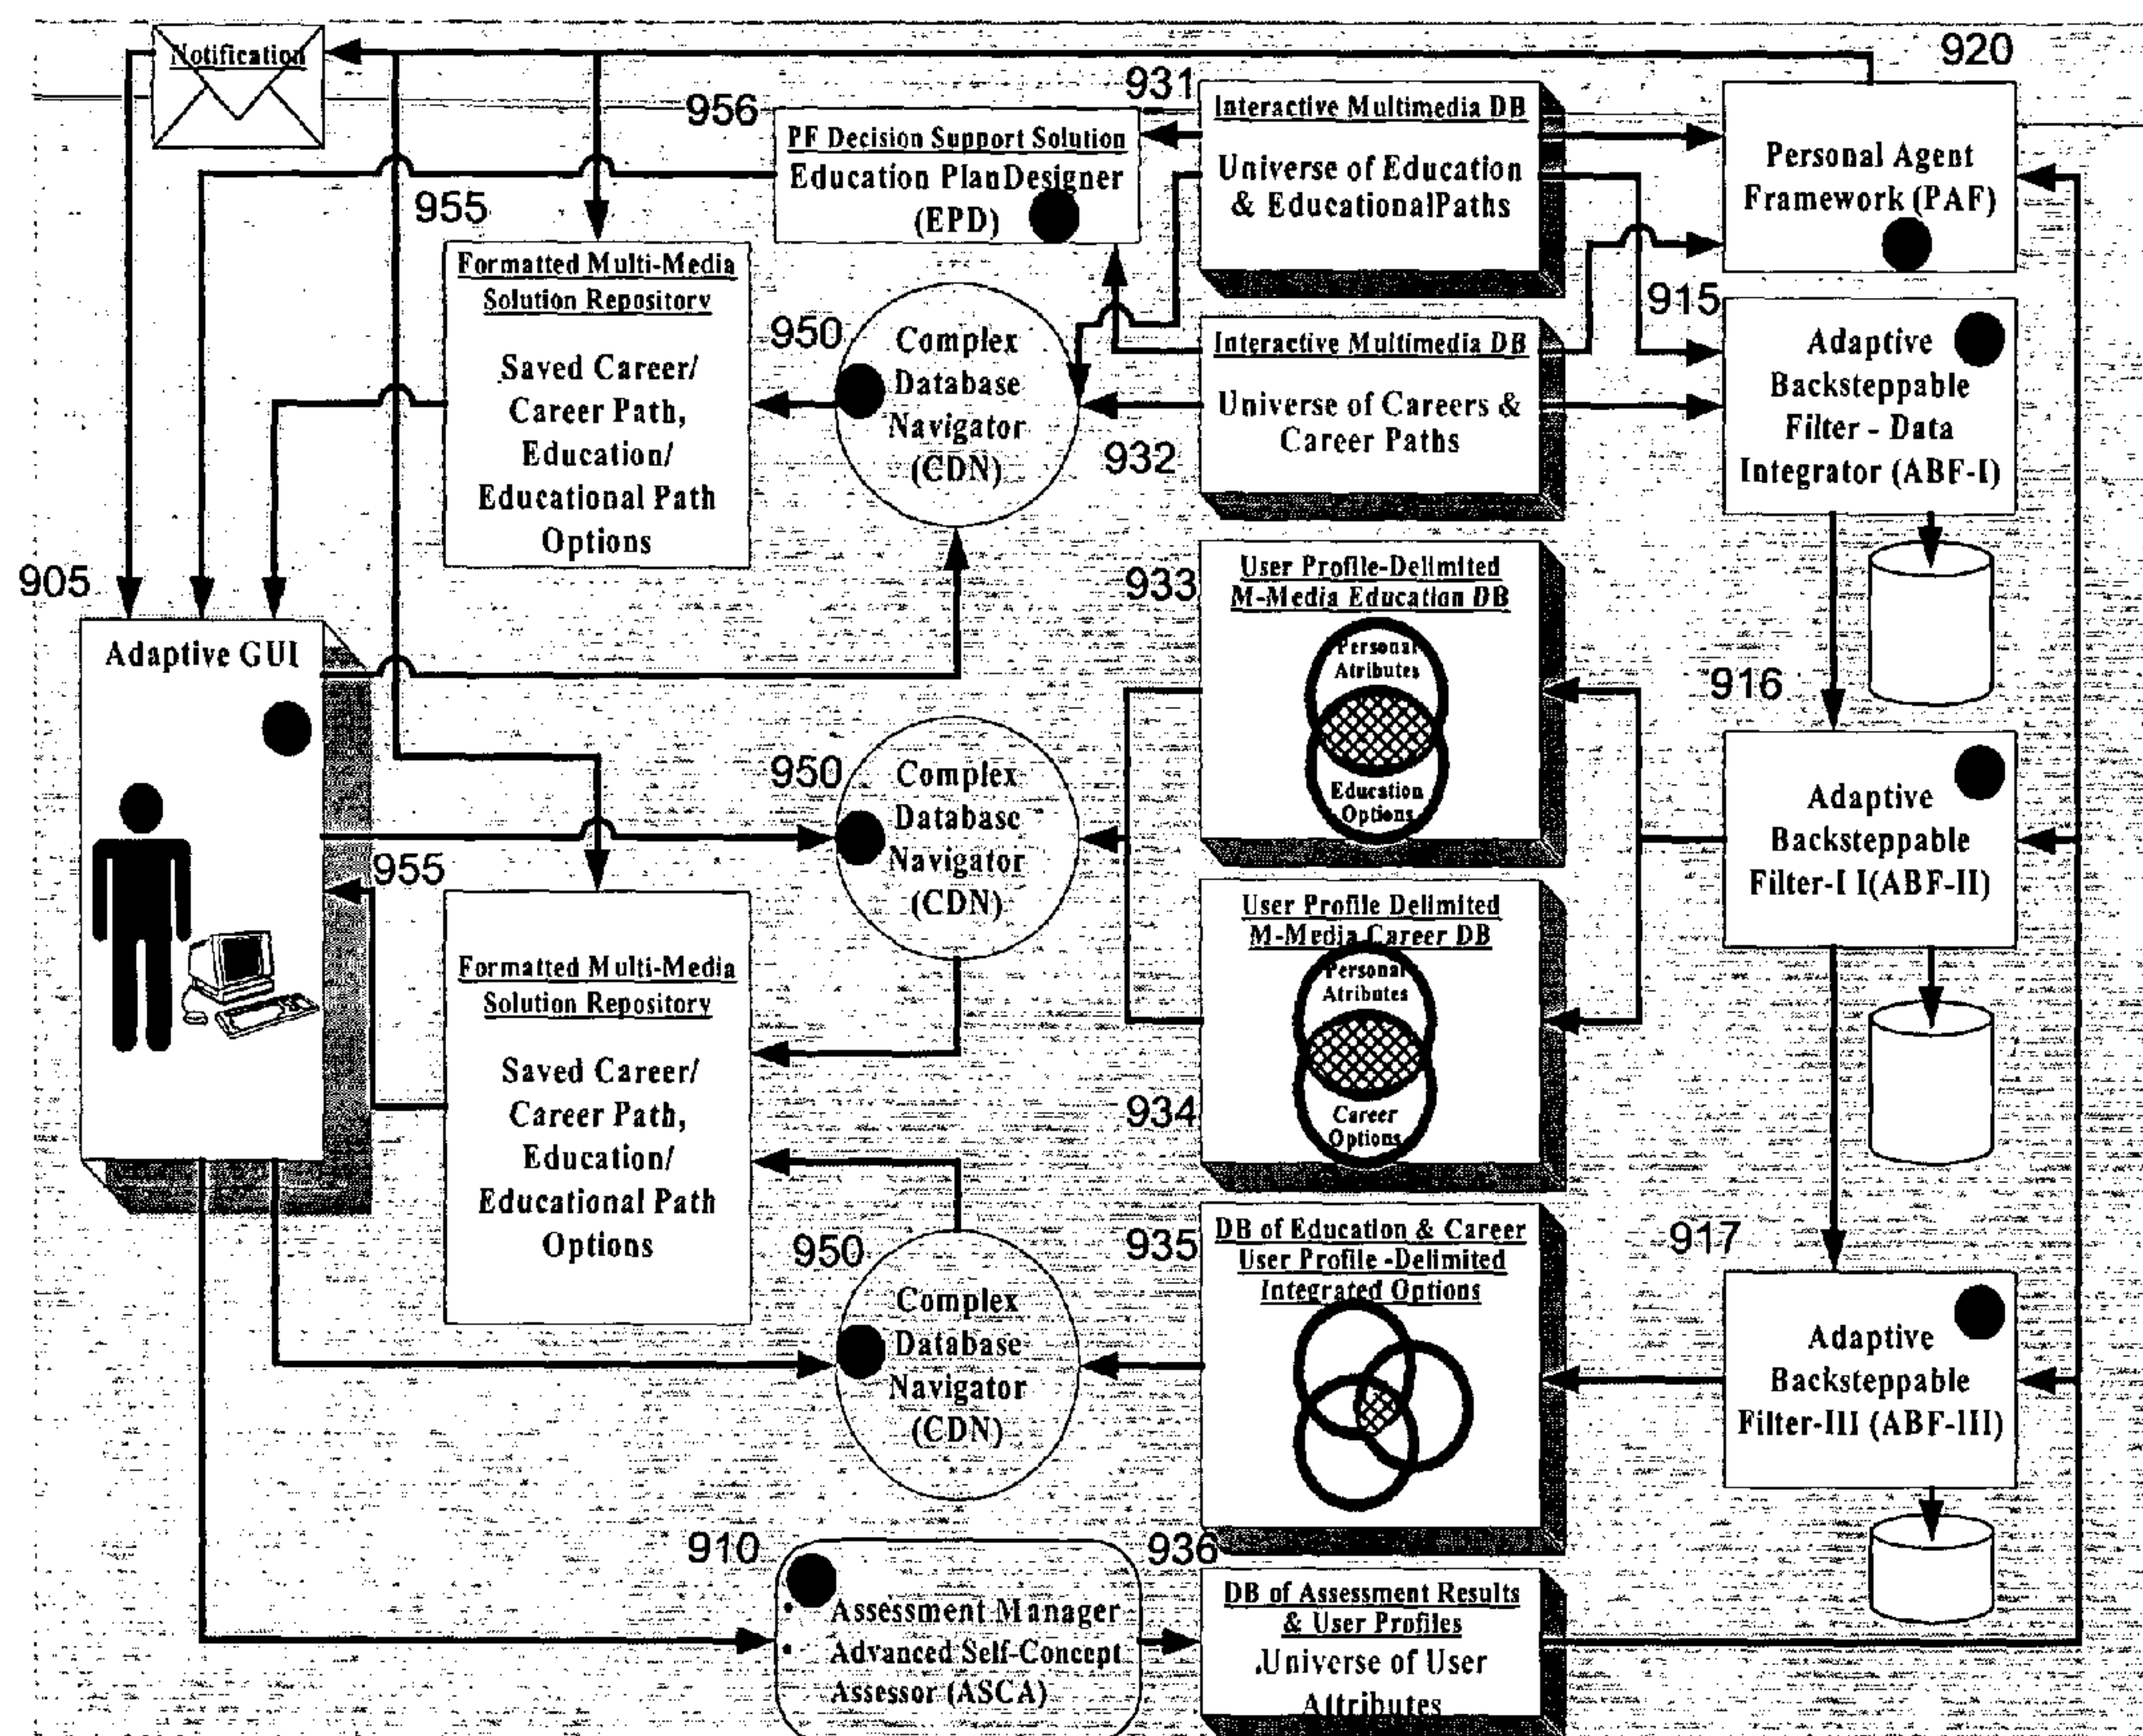 Notification
920
931
956
Interactive Multimedia DB
Universe of Education
& EducationalPaths
PF Decision Support Solution
Education PlanDesigner
(EPD)
Personal Agent
Framework (PAF)
955
Formatted Multi-Media
Solution Repository
Saved Career/
Career Path,
Education/
Educational Path
Options
950
Complex
Database
Navigator
(CDN)
932
Interactive Multimedia DB
Universe of Careers &
Career Paths
915
Adaptive
Backsteppable
Filter - Data
Integrator (ABF-I)
905
Adaptive GUI
933
User Profile-Delimited
M-Media Education DB
Personal
Atributes
Education
Options
916
Adaptive
Backsteppable
Filter-I I(ABF-II)
950
Complex
Database
Navigator
(CDN)
955
Formatted Multi-Media
Solution Repository
Saved Career/
Career Path,
Education/
Educational Path
Options
934
User Profile Delimited
M-Media Career DB
Personal
Atributes
Career
Options
917
Adaptive
Backsteppable
Filter-III (ABF-III)
950
Complex
Database
Navigator
(CDN)
935
DB of Education & Career
User Profile -Delimited
Integrated Options
910
• Assessment Manager
• Advanced Self-Concept
Assessor (ASCA)
936
DB of Assessment Results
& User Profiles
Universe of User
Attributes